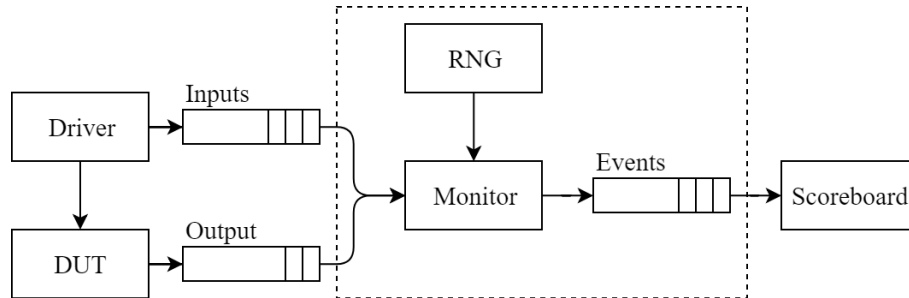 RNG
Inputs
Driver
Events
Monitor
Scoreboard
Output
DUT